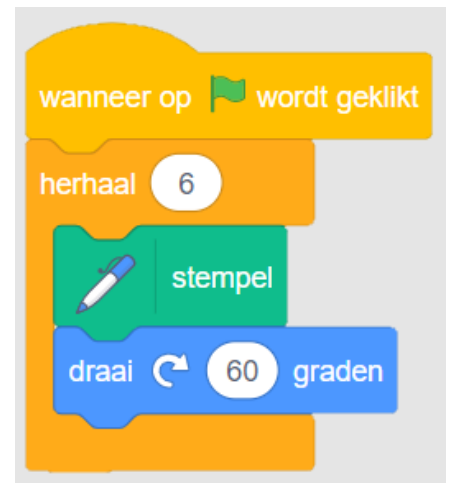 wanneer op wordt geklikt
herhaal 6
stempel
draai 60 graden